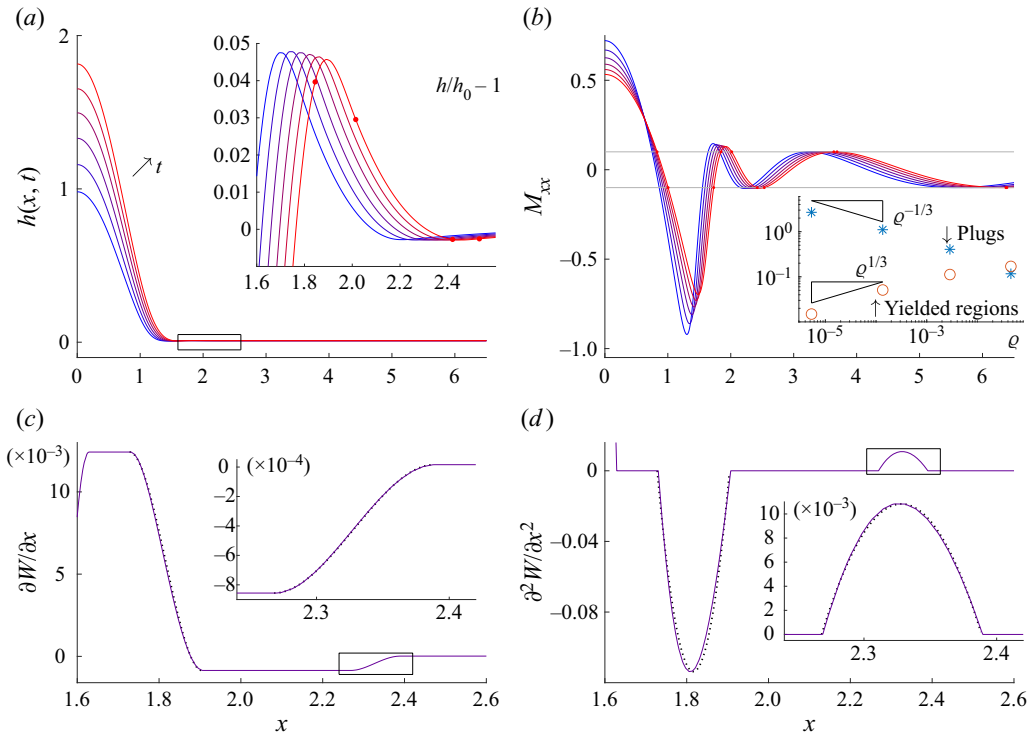 (a)
2
1
0
h(x, t)
t
0 1 2 3 4 5 6
0.05
0.04
0.03
0.02
0.01
0
1.6 1.8 2.0 2.2 2.4
h/h₀ – 1
(b)
0.5
0
–0.5
–1.0
Mₓₓ
0 1 2 3 4 5 6
10⁰
10⁻¹
ϱ⁻¹ᐟ³
↓ Plugs
ϱ¹ᐟ³
↑ Yielded regions
10⁻⁵ 10⁻³ ϱ
(c)
(×10⁻³)
10
5
0
∂W/∂x
1.6 1.8 2.0 2.2 2.4 2.6
x
0 (×10⁻⁴)
–2
–4
–6
–8
2.3 2.4
(d)
0
–0.04
–0.08
∂²W/∂x²
1.6 1.8 2.0 2.2 2.4 2.6
x
10 (×10⁻³)
8
6
4
2
0
2.3 2.4